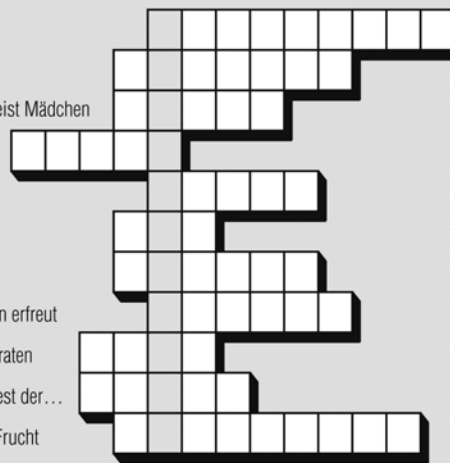 eist Mädchen
n erfreut
raten
est der…
Frucht